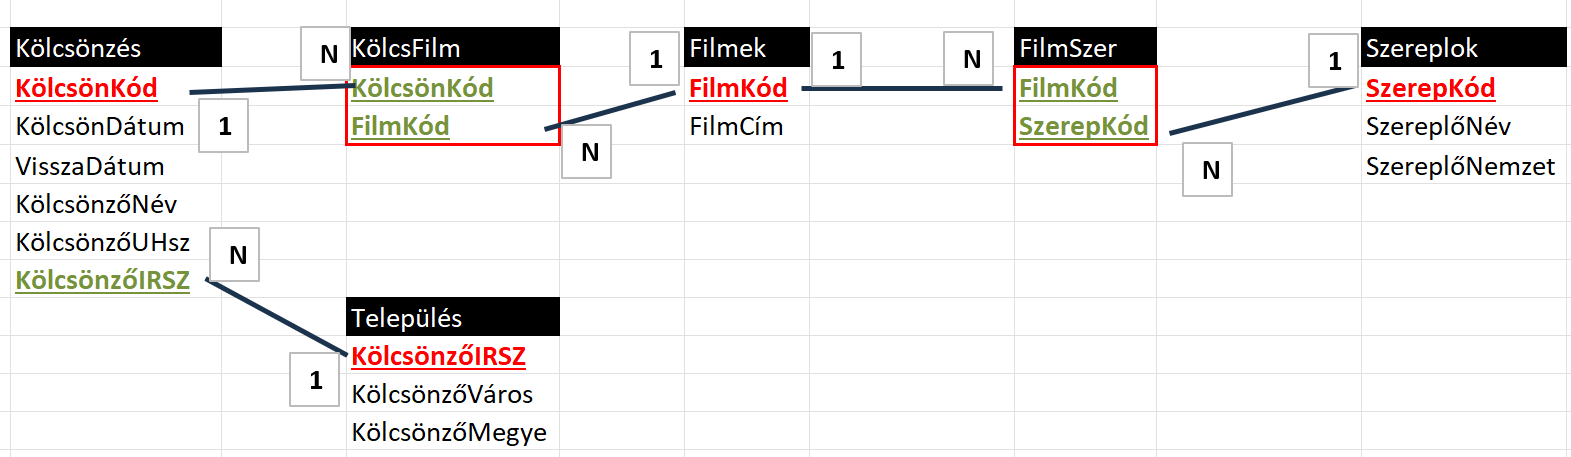 Kölcsönzés
KölcsönKód
KölcsönDátum
VisszaDátum
KölcsönzőNév
KölcsönzőUHsz
KölcsönzőIRSZ
1
N
N
1
KölcsFilm
KölcsönKód
FilmKód
Település
KölcsönzőIRSZ
KölcsönzőVáros
KölcsönzőMegye
N
1
Filmek
FilmKód
FilmCím
1
N
FilmSzer
FilmKód
SzerepKód
N
1
Szereplok
SzerepKód
SzereplőNév
SzereplőNemzet